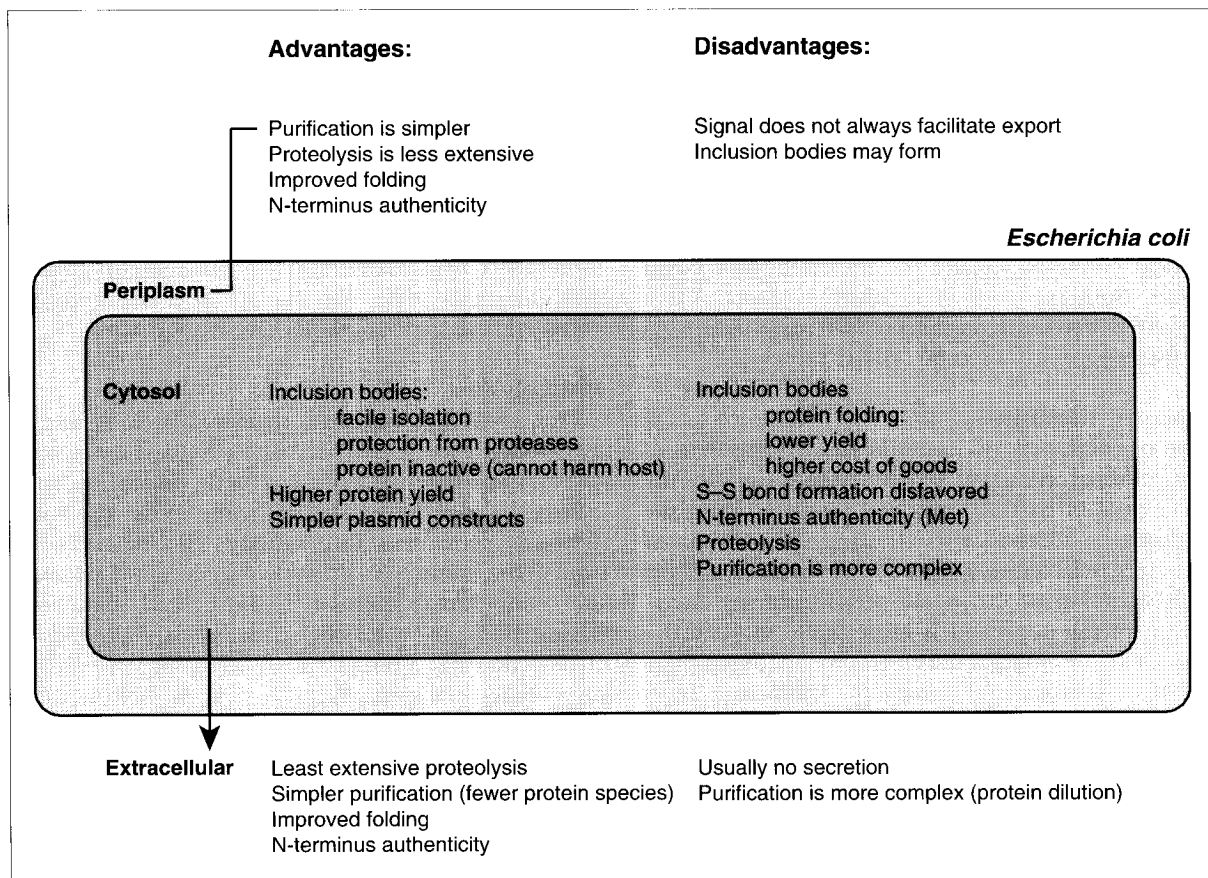 Advantages:
Disadvantages:
Purification is simpler
Proteolysis is less extensive
Improved folding
N-terminus authenticity
Signal does not always facilitate export
Inclusion bodies may form
Escherichia coli
Periplasm
Cytosol
Inclusion bodies:
facile isolation
protection from proteases
protein inactive (cannot harm host)
Higher protein yield
Simpler plasmid constructs
Inclusion bodies
protein folding:
lower yield
higher cost of goods
S–S bond formation disfavored
N-terminus authenticity (Met)
Proteolysis
Purification is more complex
Extracellular
Least extensive proteolysis
Simpler purification (fewer protein species)
Improved folding
N-terminus authenticity
Usually no secretion
Purification is more complex (protein dilution)